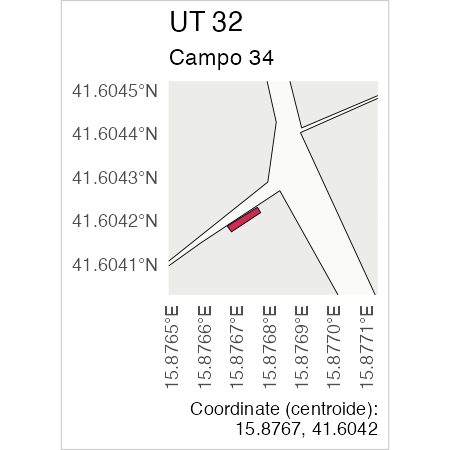 UT 32
Campo 34
41.6045°N
41.6044°N
41.6043°N
41.6042°N
41.6041°N
15.8765°E
15.8766°E
15.8767°E
15.8768°E
15.8769°E
15.8770°E
15.8771°E
Coordinate (centroide):
15.8767, 41.6042